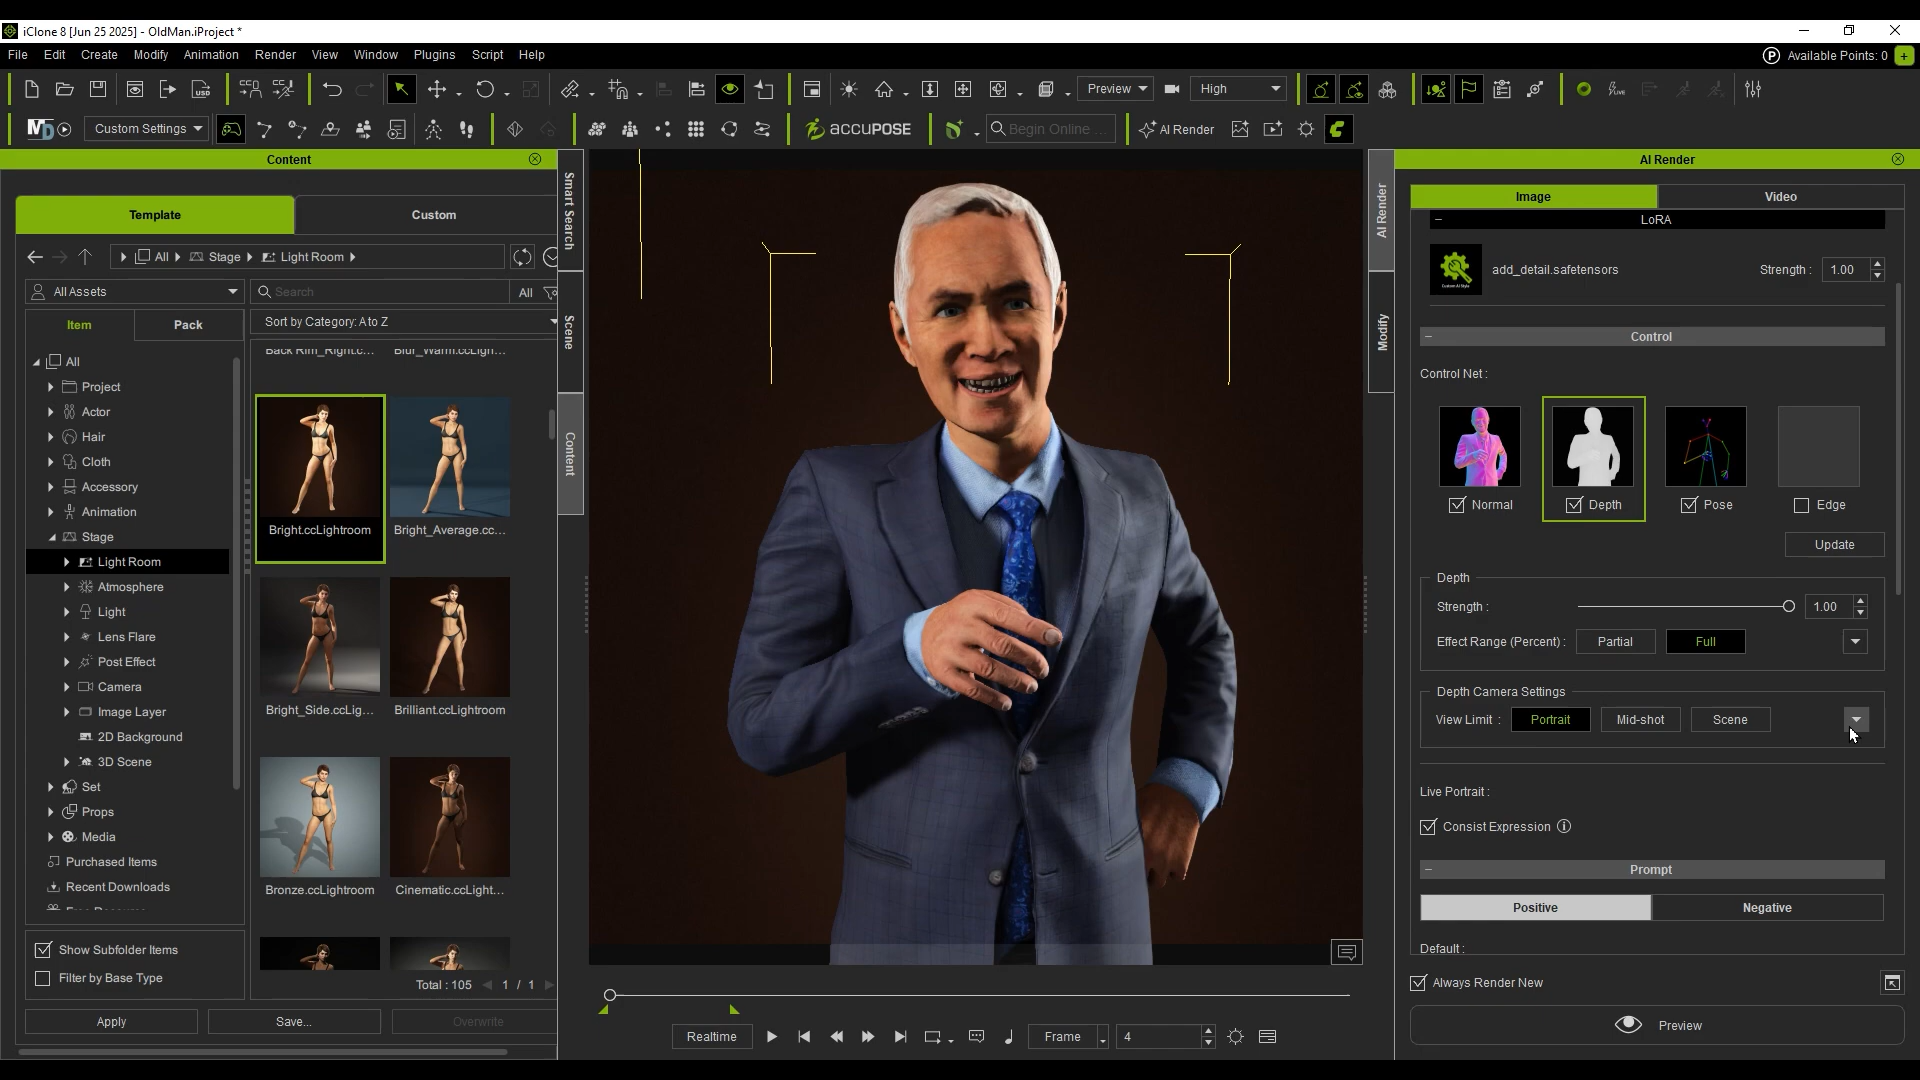 iClone 8 [Jun 25 2025] - OldMan.iProject *
File Edit Create Modify Animation Render View Window Plugins Script Help
Available Points: 0
Preview High
Custom Settings
ACCUPOSE
Begin Online ...
AI Render
Content
Template Custom
All Stage Light Room
All Assets
Search
All
Item Pack
Sort by Category: A to Z
All
Project
Actor
Hair
Cloth
Accessory
Animation
Stage
Light Room
Atmosphere
Light
Lens Flare
Post Effect
Camera
Image Layer
2D Background
3D Scene
Set
Props
Media
Purchased Items
Recent Downloads
Back Rim_Right.c... Blur_Warm.ccLigh...
Bright.ccLightroom Bright_Average.cc...
Bright_Side.ccLig... Brilliant.ccLightroom
Bronze.ccLightroom Cinematic.ccLight...
Show Subfolder Items
Filter by Base Type
Total : 105 1 / 1
Apply Save... Overwrite
Smart Search
Scene
Content
Realtime
Frame
4
AI Render
Modify
AI Render
Image Video
LoRA
add_detail.safetensors Strength : 1.00
Custom AI Style
Control
Control Net :
Normal Depth Pose Edge
Update
Depth
Strength : 1.00
Effect Range (Percent) : Partial Full
Depth Camera Settings
View Limit : Portrait Mid-shot Scene
Live Portrait :
Consist Expression
Prompt
Positive Negative
Default :
Always Render New
Preview